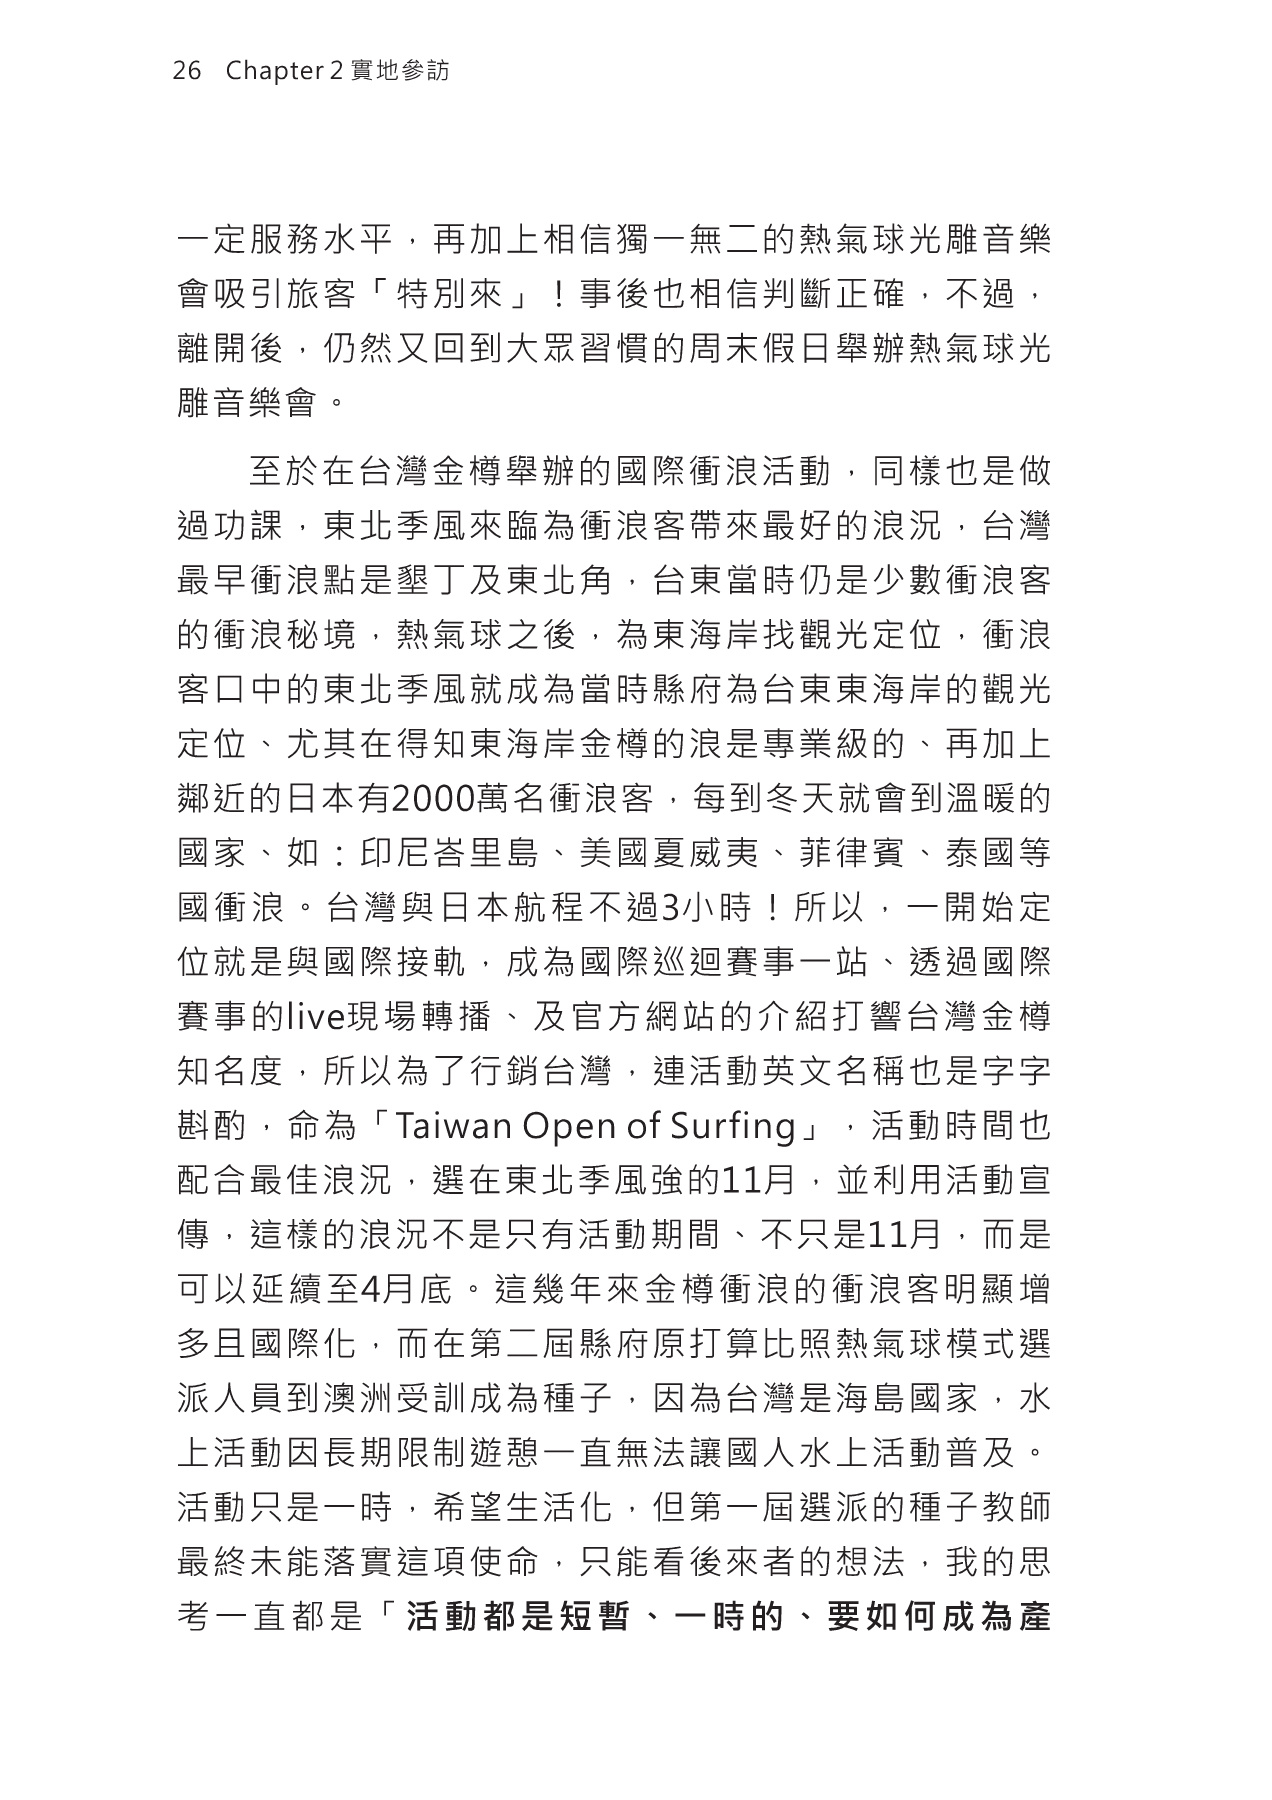 26 Chapter 2 實地參訪
一定服務水平，再加上相信獨一無二的熱氣球光雕音樂
會吸引旅客「特別來」！事後也相信判斷正確，不過，
離開後，仍然又回到大眾習慣的周末假日舉辦熱氣球光
雕音樂會。
至於在台灣金樽舉辦的國際衝浪活動，同樣也是做
過功課，東北季風來臨為衝浪客帶來最好的浪況，台灣
最早衝浪點是墾丁及東北角，台東當時仍是少數衝浪客
的衝浪秘境，熱氣球之後，為東海岸找觀光定位，衝浪
客口中的東北季風就成為當時縣府為台東東海岸的觀光
定位、尤其在得知東海岸金樽的浪是專業級的、再加上
鄰近的日本有2000萬名衝浪客，每到冬天就會到溫暖的
國家、如：印尼峇里島、美國夏威夷、菲律賓、泰國等
國衝浪。台灣與日本航程不過3小時！所以，一開始定
位就是與國際接軌，成為國際巡迴賽事一站、透過國際
賽事的live現場轉播、及官方網站的介紹打響台灣金樽
知名度，所以為了行銷台灣，連活動英文名稱也是字字
斟酌，命為「Taiwan Open of Surfing」，活動時間也
配合最佳浪況，選在東北季風強的11月，並利用活動宣
傳，這樣的浪況不是只有活動期間、不只是11月，而是
可以延續至4月底。這幾年來金樽衝浪的衝浪客明顯增
多且國際化，而在第二屆縣府原打算比照熱氣球模式選
派人員到澳洲受訓成為種子，因為台灣是海島國家，水
上活動因長期限制遊憩一直無法讓國人水上活動普及。
活動只是一時，希望生活化，但第一屆選派的種子教師
最終未能落實這項使命，只能看後來者的想法，我的思
考一直都是「活動都是短暫、一時的、要如何成為產